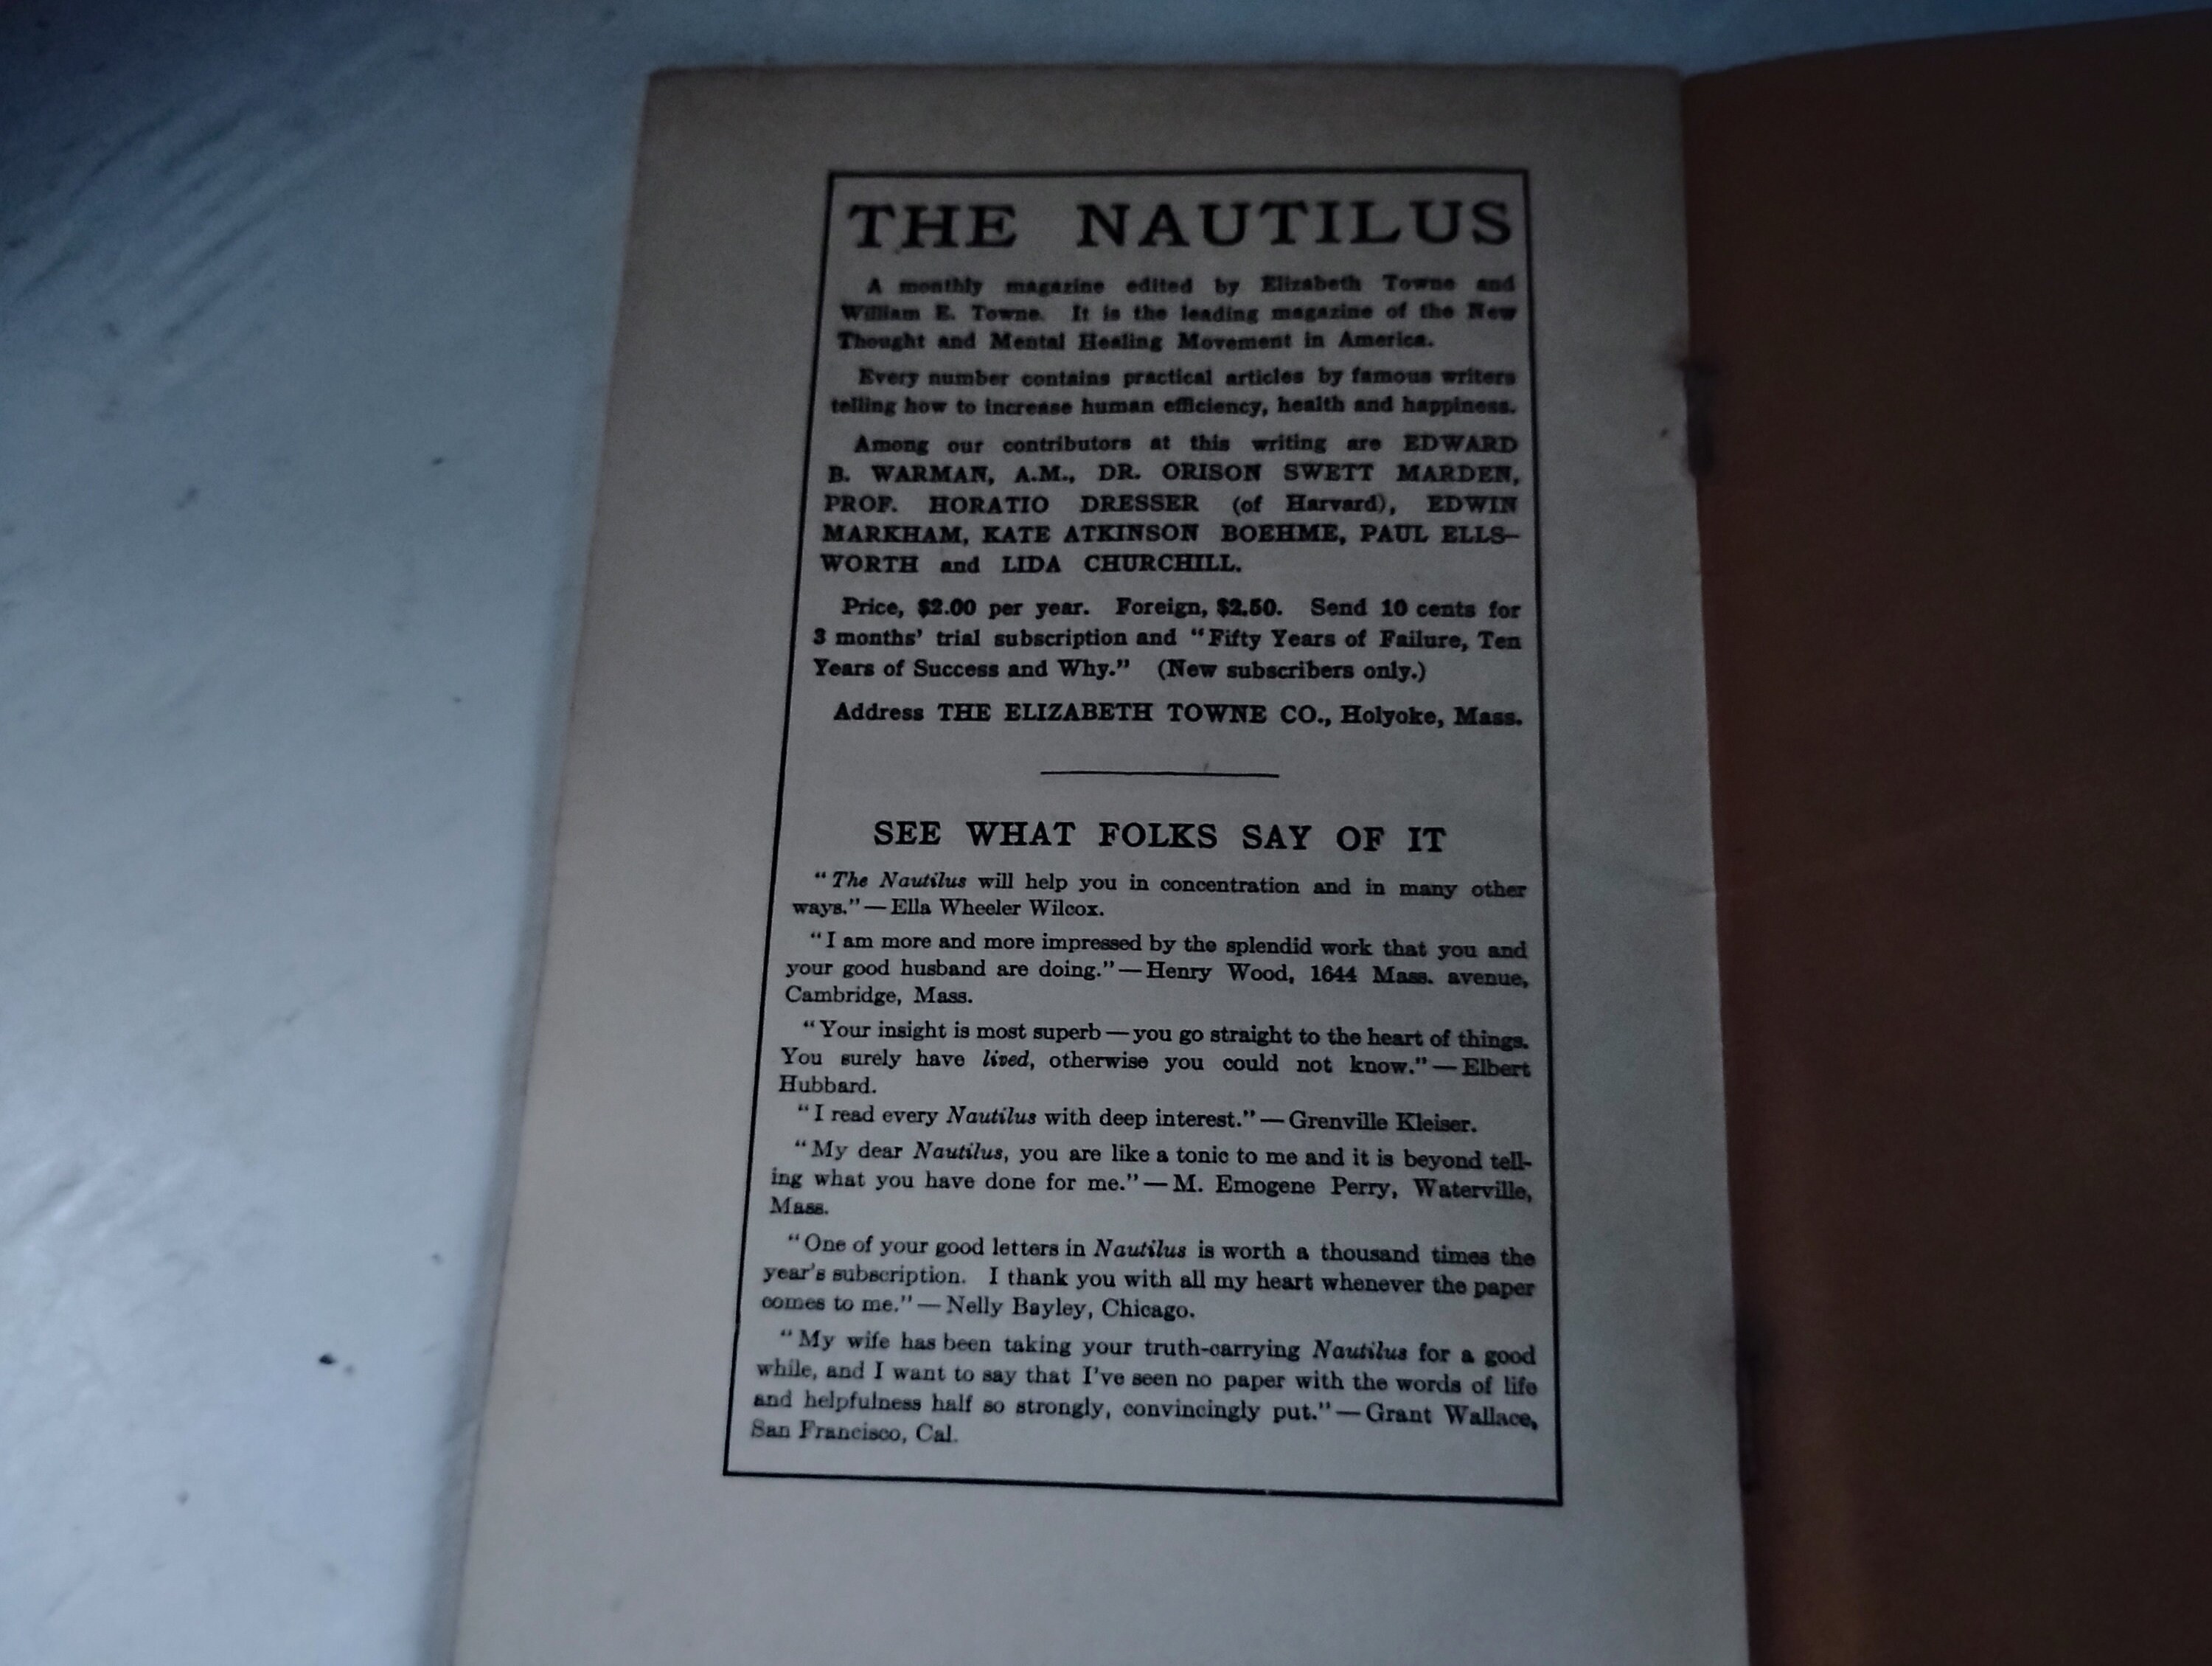 THE NAUTILUS
A monthly magazine edited by Elizabeth Towne and
William E. Towne. It is the leading magazine of the New
Thought and Mental Healing Movement in America.
Every number contains practical articles by famous writers
telling how to increase human efficiency, health and happiness.
Among our contributors at this writing are EDWARD
B. WARMAN, A.M., DR. ORISON SWETT MARDEN,
PROF. HORATIO DRESSER (of Harvard), EDWIN
MARKHAM, KATE ATKINSON BOEHME, PAUL ELLS-
WORTH and LIDA CHURCHILL.
Price, $2.00 per year. Foreign, $2.50. Send 10 cents for
3 months' trial subscription and "Fifty Years of Failure, Ten
Years of Success and Why." (New subscribers only.)
Address THE ELIZABETH TOWNE CO., Holyoke, Mass.
SEE WHAT FOLKS SAY OF IT
"The Nautilus will help you in concentration and in many other
ways."—Ella Wheeler Wilcox.
"I am more and more impressed by the splendid work that you and
your good husband are doing."—Henry Wood, 1644 Mass. avenue,
Cambridge, Mass.
"Your insight is most superb—you go straight to the heart of things.
You surely have lived, otherwise you could not know."—Elbert
Hubbard.
"I read every Nautilus with deep interest."—Grenville Kleiser.
"My dear Nautilus, you are like a tonic to me and it is beyond tell-
ing what you have done for me."—M. Emogene Perry, Waterville,
Mass.
"One of your good letters in Nautilus is worth a thousand times the
year's subscription. I thank you with all my heart whenever the paper
comes to me."—Nelly Bayley, Chicago.
"My wife has been taking your truth-carrying Nautilus for a good
while, and I want to say that I've seen no paper with the words of life
and helpfulness half so strongly, convincingly put."—Grant Wallace,
San Francisco, Cal.